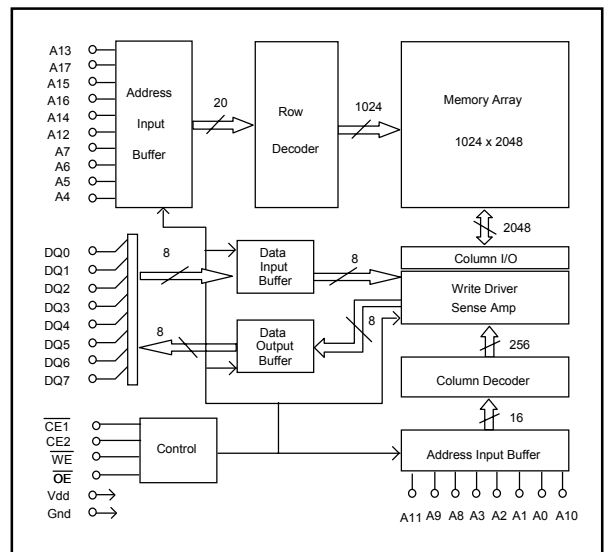 A13
A17
A15
A16
A14
A12
A7
A6
A5
A4
Address
Input
Buffer
20
Row
Decoder
1024
Memory Array
1024 x 2048
2048
DQ0
DQ1
DQ2
DQ3
DQ4
DQ5
DQ6
DQ7
8
Data
Input
Buffer
8
Column I/O
Write Driver
Sense Amp
8
Data
Output
Buffer
8
256
Column Decoder
16
Address Input Buffer
CE1
CE2
WE
OE
Vdd
Gnd
Control
A11 A9 A8 A3 A2 A1 A0 A10